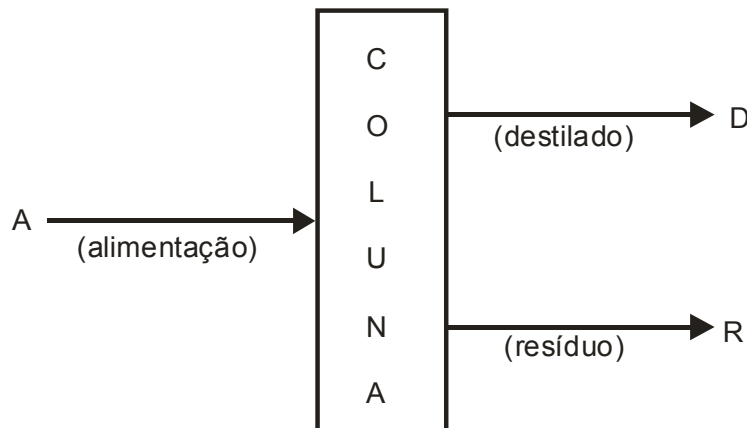 C
O
L
U
N
A
A
(alimentação)
D
(destilado)
R
(resíduo)